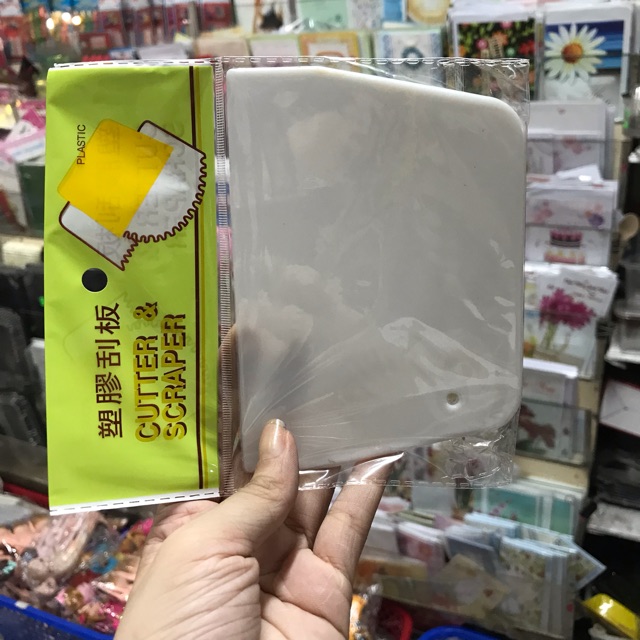 PLASTIC
塑膠刮板
CUTTER &
SCRAPER